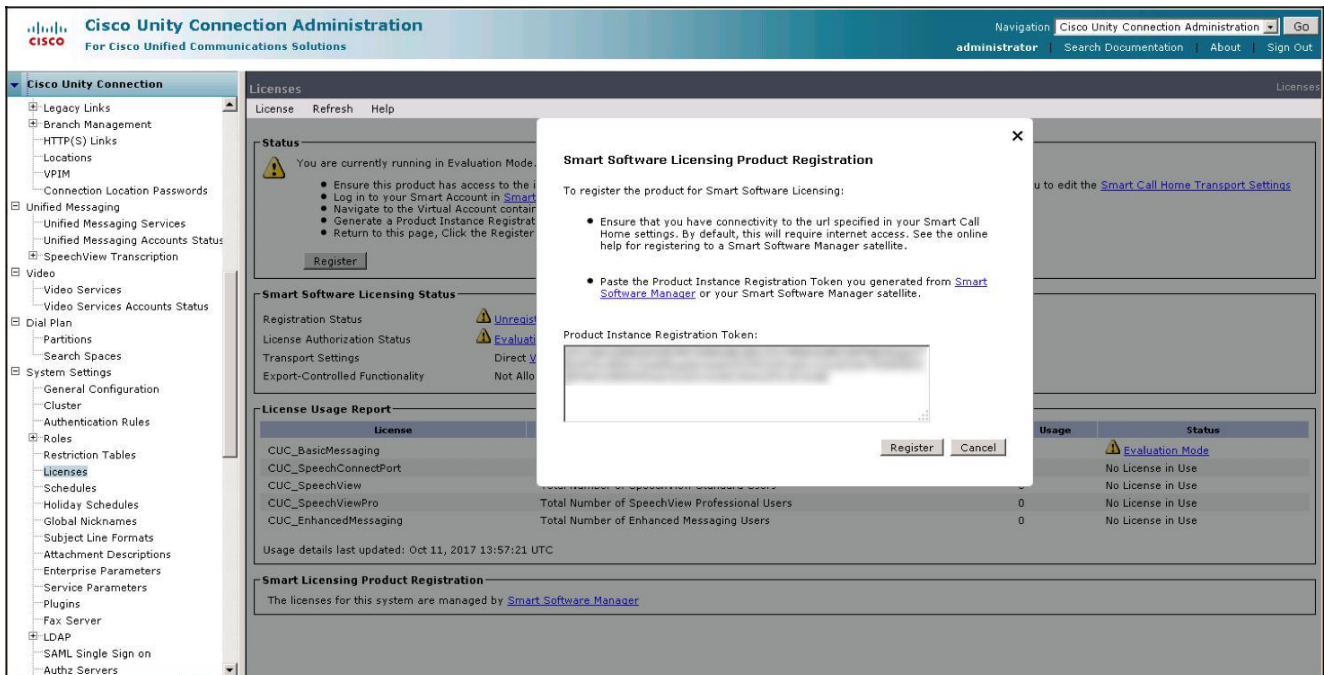 Cisco Unity Connection Administration
For Cisco Unified Communications Solutions
CISCO
Navigation Cisco Unity Connection Administration Go
administrator | Search Documentation | About | Sign Out
Cisco Unity Connection
Legacy Links
Branch Management
HTTP(S) Links
Locations
VPIM
Connection Location Passwords
Unified Messaging
Unified Messaging Services
Unified Messaging Accounts Status
SpeechView Transcription
Video
Video Services
Video Services Accounts Status
Dial Plan
Partitions
Search Spaces
System Settings
General Configuration
Cluster
Authentication Rules
Roles
Restriction Tables
Licenses
Schedules
Holiday Schedules
Global Nicknames
Subject Line Formats
Attachment Descriptions
Enterprise Parameters
Service Parameters
Plugins
Fax Server
LDAP
SAML Single Sign on
Authz Servers
Licenses Licenses
License Refresh Help
Status
You are currently running in Evaluation Mode.
Ensure this product has access to the i
u to edit the Smart Call Home Transport Settings
Log in to your Smart Account in Smart
Navigate to the Virtual Account contain
Generate a Product Instance Registrat
Return to this page, Click the Register
Register
Smart Software Licensing Status
Registration Status Unregist
License Authorization Status Evaluati
Transport Settings Direct V
Export-Controlled Functionality Not Allo
License Usage Report
License Usage Status
CUC_BasicMessaging Evaluation Mode
CUC_SpeechConnectPort No License in Use
CUC_SpeechView Total Number of SpeechView Standard Users 0 No License in Use
CUC_SpeechViewPro Total Number of SpeechView Professional Users 0 No License in Use
CUC_EnhancedMessaging Total Number of Enhanced Messaging Users 0 No License in Use
Usage details last updated: Oct 11, 2017 13:57:21 UTC
Smart Licensing Product Registration
The licenses for this system are managed by Smart Software Manager
Smart Software Licensing Product Registration
To register the product for Smart Software Licensing:
Ensure that you have connectivity to the url specified in your Smart Call
Home settings. By default, this will require internet access. See the online
help for registering to a Smart Software Manager satellite.
Paste the Product Instance Registration Token you generated from Smart
Software Manager or your Smart Software Manager satellite.
Product Instance Registration Token:
Register Cancel